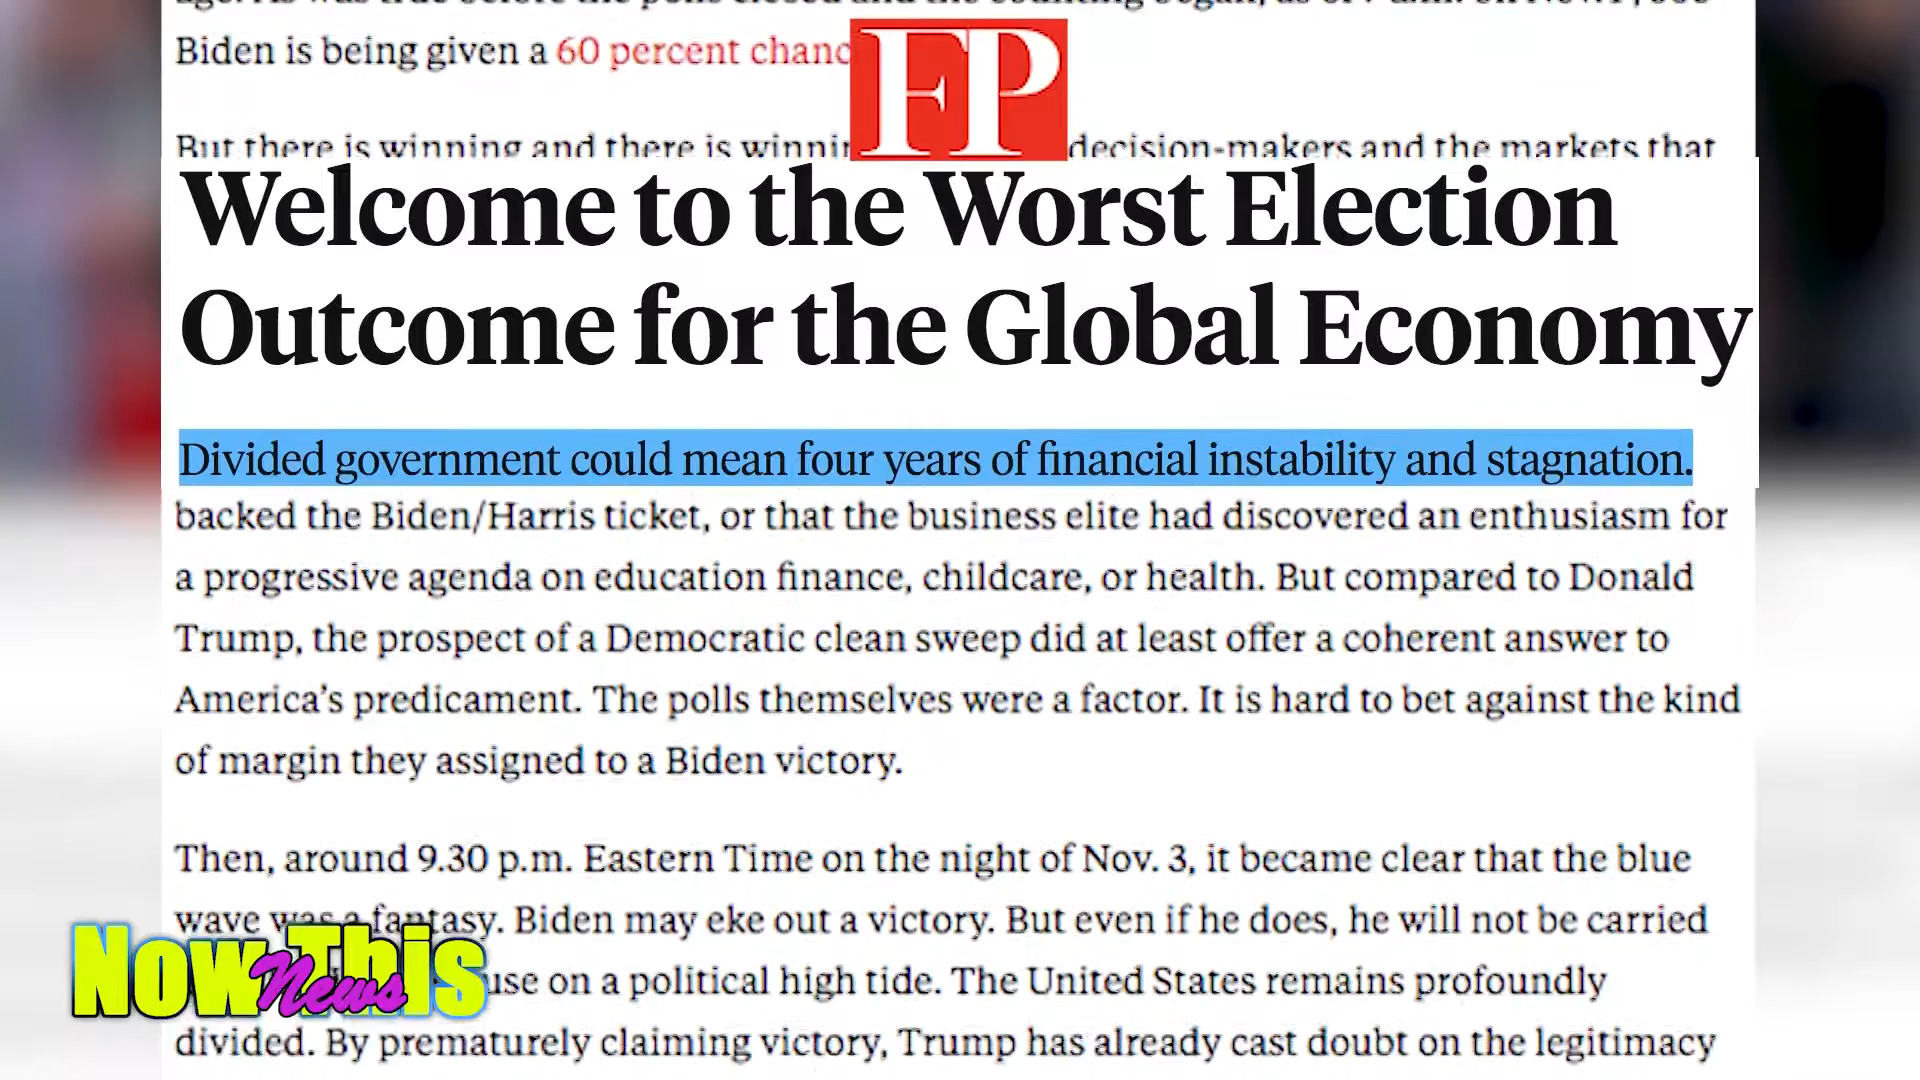 Biden is being given a 60 percent chanc
FP
But there is winning and there is winnin decision-makers and the markets that
Welcome to the Worst Election
Outcome for the Global Economy
Divided government could mean four years of financial instability and stagnation.
backed the Biden/Harris ticket, or that the business elite had discovered an enthusiasm for
a progressive agenda on education finance, childcare, or health. But compared to Donald
Trump, the prospect of a Democratic clean sweep did at least offer a coherent answer to
America’s predicament. The polls themselves were a factor. It is hard to bet against the kind
of margin they assigned to a Biden victory.
Then, around 9.30 p.m. Eastern Time on the night of Nov. 3, it became clear that the blue
wave was a fantasy. Biden may eke out a victory. But even if he does, he will not be carried
use on a political high tide. The United States remains profoundly
divided. By prematurely claiming victory, Trump has already cast doubt on the legitimacy
Now This
News